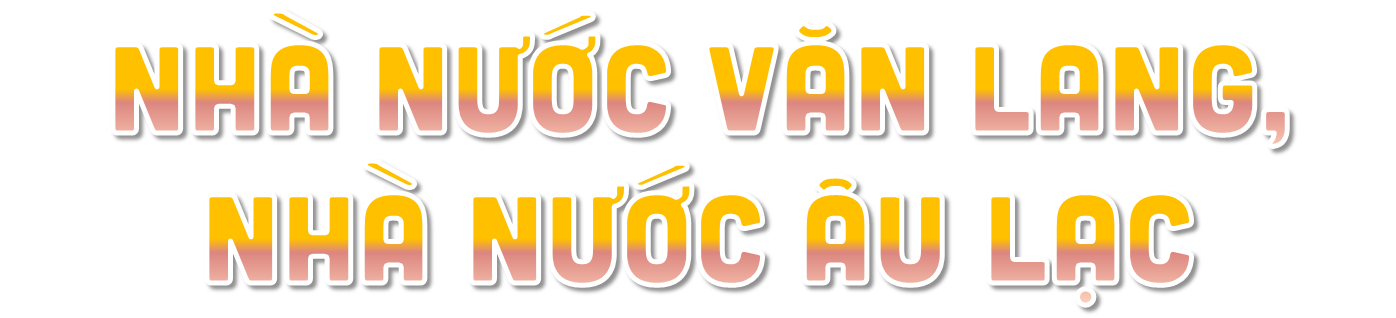 NHÀ NƯỚC VĂN LANG,
NHÀ NƯỚC ÂU LẠC